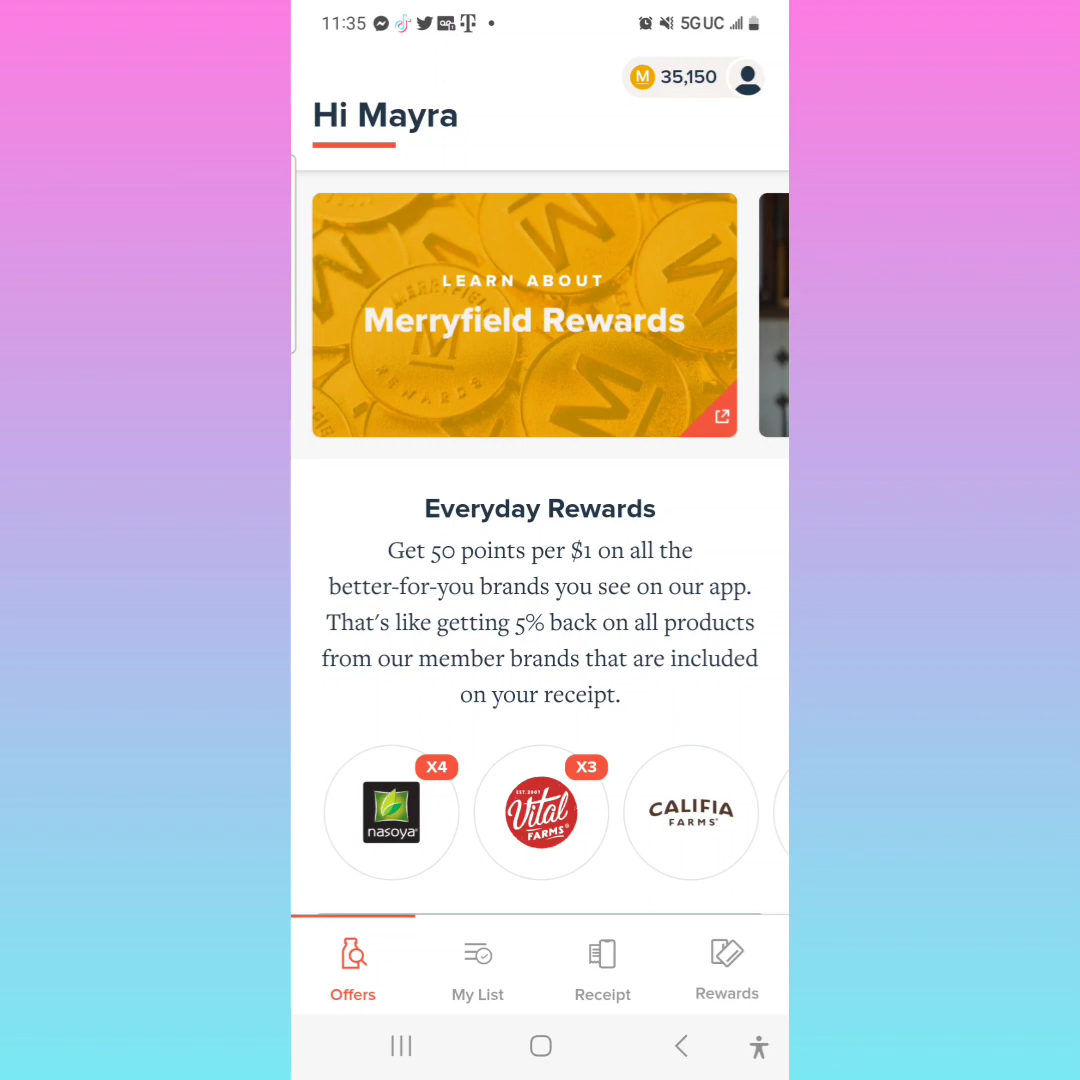 11:35
5G UC
M 35,150
Hi Mayra
LEARN ABOUT
Merryfield Rewards
Everyday Rewards
Get 50 points per $1 on all the
better-for-you brands you see on our app.
That's like getting 5% back on all products
from our member brands that are included
on your receipt.
X4
X3
nasoya
EST. 2007
Vital
FARMS
CALIFIA
FARMS
Offers
My List
Receipt
Rewards